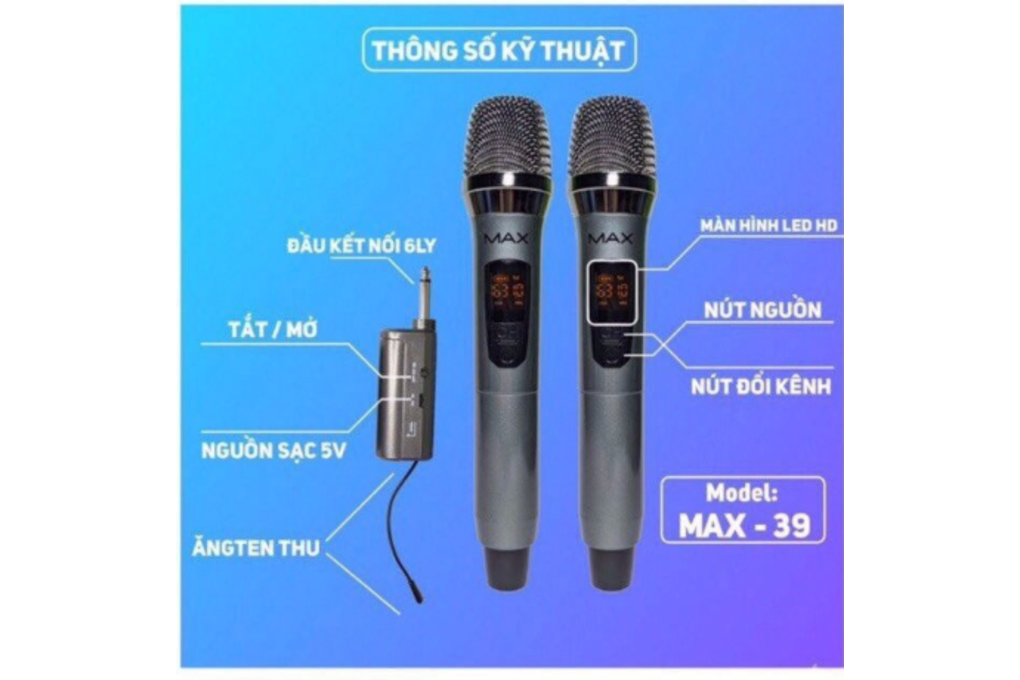 THÔNG SỐ KỸ THUẬT
MÀN HÌNH LED HD
ĐẦU KẾT NỐI 6LY
MAX
MAX
NÚT NGUỒN
TẮT / MỞ
NÚT ĐỔI KÊNH
NGUỒN SẠC 5V
Model:
MAX - 39
ĂNGTEN THU